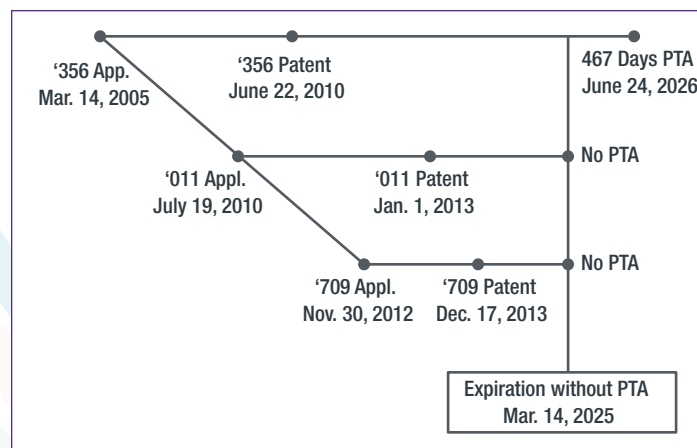 ‘356 App.
Mar. 14, 2005
‘356 Patent
June 22, 2010
467 Days PTA
June 24, 2026
‘011 Appl.
July 19, 2010
‘011 Patent
Jan. 1, 2013
No PTA
‘709 Appl.
Nov. 30, 2012
‘709 Patent
Dec. 17, 2013
No PTA
Expiration without PTA
Mar. 14, 2025